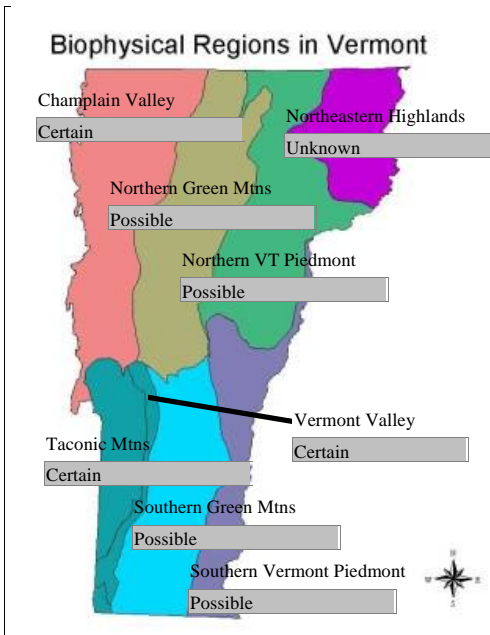 Biophysical Regions in Vermont
Champlain Valley
Certain
Northeastern Highlands
Unknown
Northern Green Mtns
Possible
Northern VT Piedmont
Possible
Vermont Valley
Certain
Taconic Mtns
Certain
Southern Green Mtns
Possible
Southern Vermont Piedmont
Possible
N
W E
S